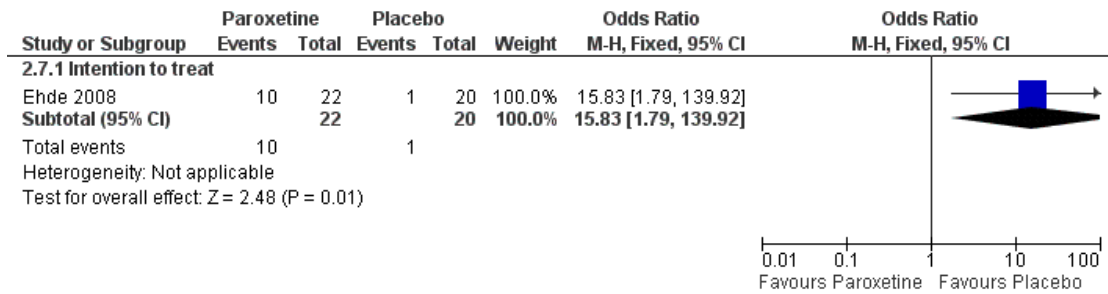 Paroxetine Placebo Odds Ratio Odds Ratio
Study or Subgroup Events Total Events Total Weight M-H, Fixed, 95% CI M-H, Fixed, 95% CI
2.7.1 Intention to treat
Ehde 2008 10 22 1 20 100.0% 15.83 [1.79, 139.92]
Subtotal (95% CI) 22 20 100.0% 15.83 [1.79, 139.92]
Total events 10 1
Heterogeneity: Not applicable
Test for overall effect: Z = 2.48 (P = 0.01)
0.01 0.1 1 10 100
Favours Paroxetine Favours Placebo